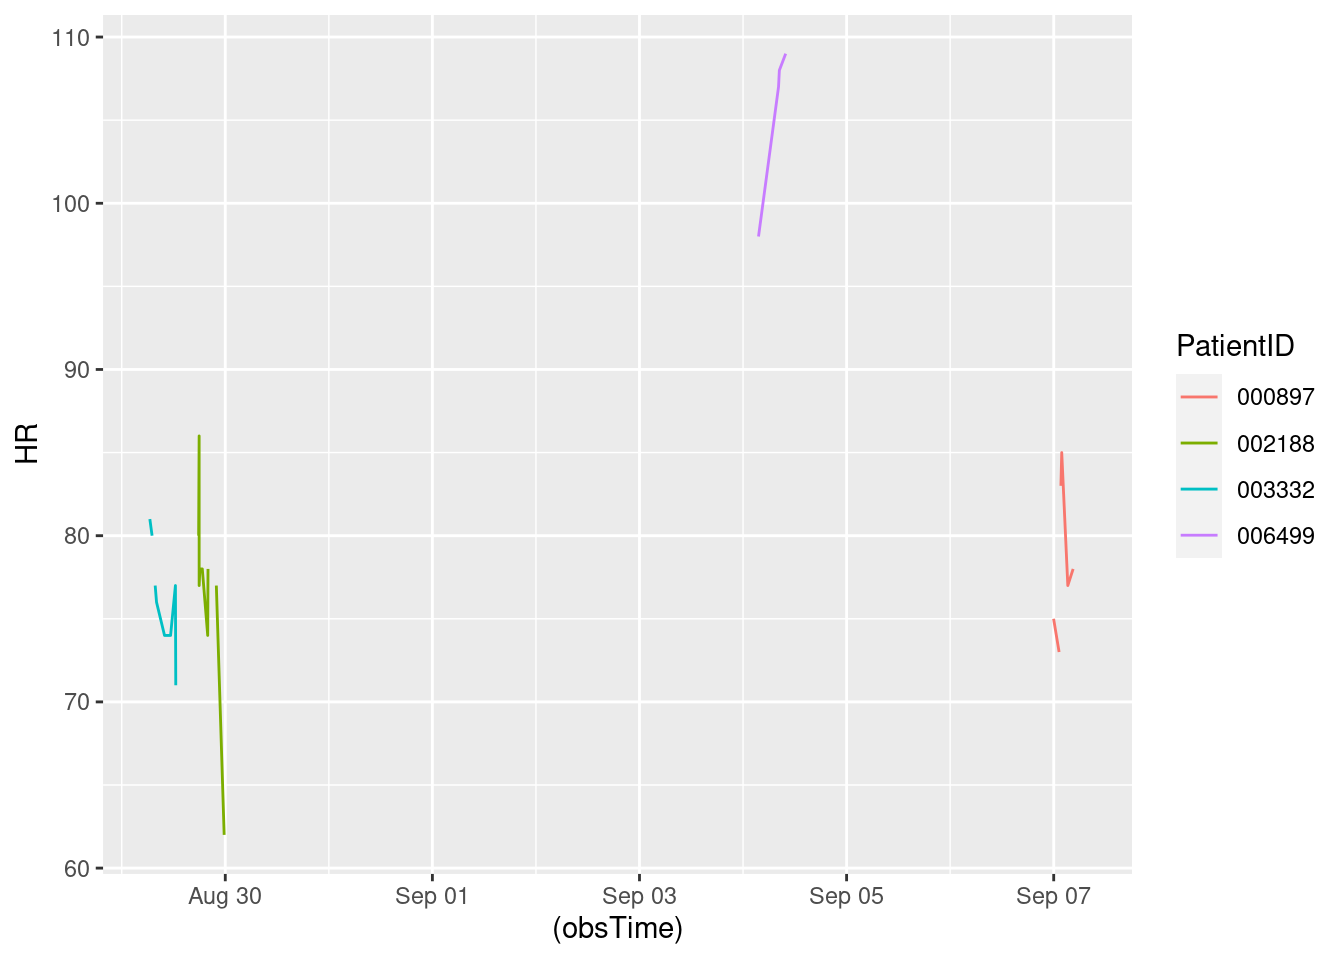 110
100
90
80
70
60
HR
Aug 30
Sep 01
Sep 03
Sep 05
Sep 07
(obsTime)
PatientID
000897
002188
003332
006499